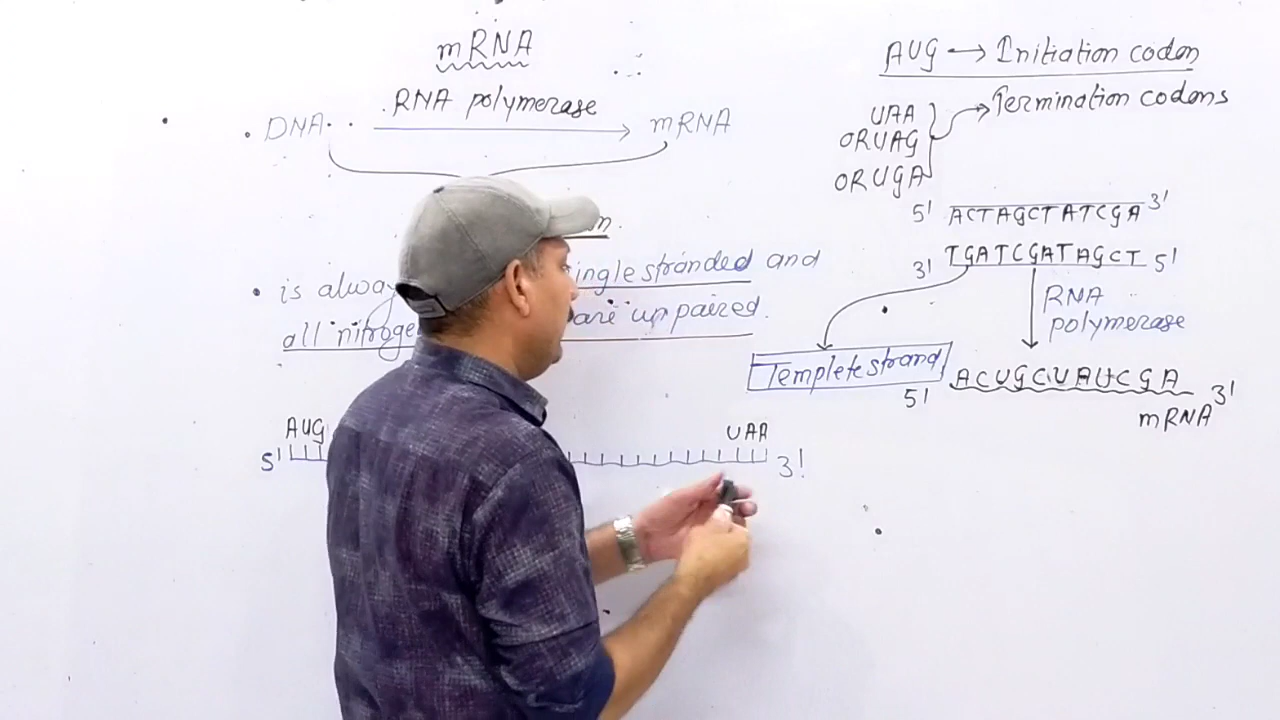 mRNA
RNA polymerase
DNA mRNA
is alway ingle stranded and
all nitroge are unpaired.
AUG UAA
5' 3'
AUG → Initiation codon
UAA → Termination codons
OR UAG
OR UGA
5' ACTAGCTATCGA 3'
3' TGATCGATAGCT 5'
RNA
polymerase
Templete strand
5' ACUGCUAUCGA 3'
mRNA